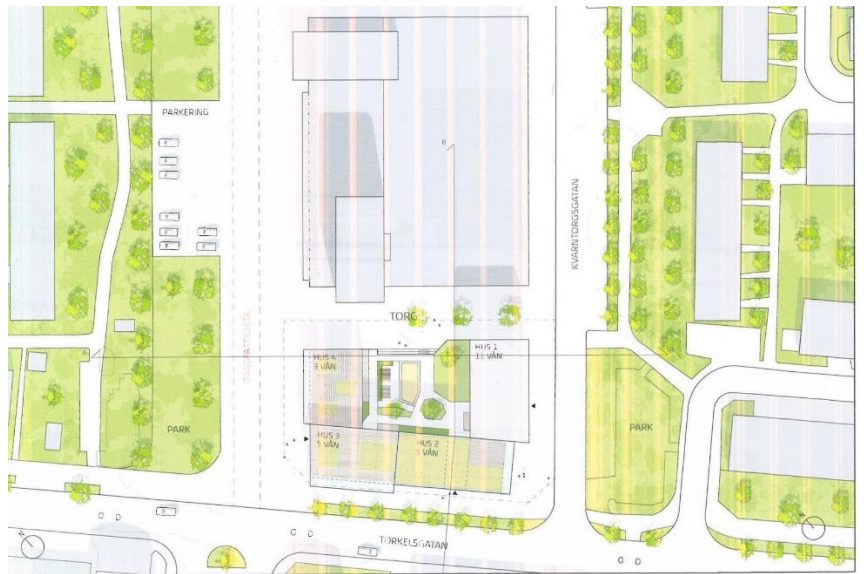 PARKERING
B
KVARNTORGSGATAN
TORG
HUS 4
3 VÅN
HUS 1
11 VÅN
A
PARK
HUS 3
5 VÅN
HUS 2
VÅN
PARK
TORKELSGATAN
N
N